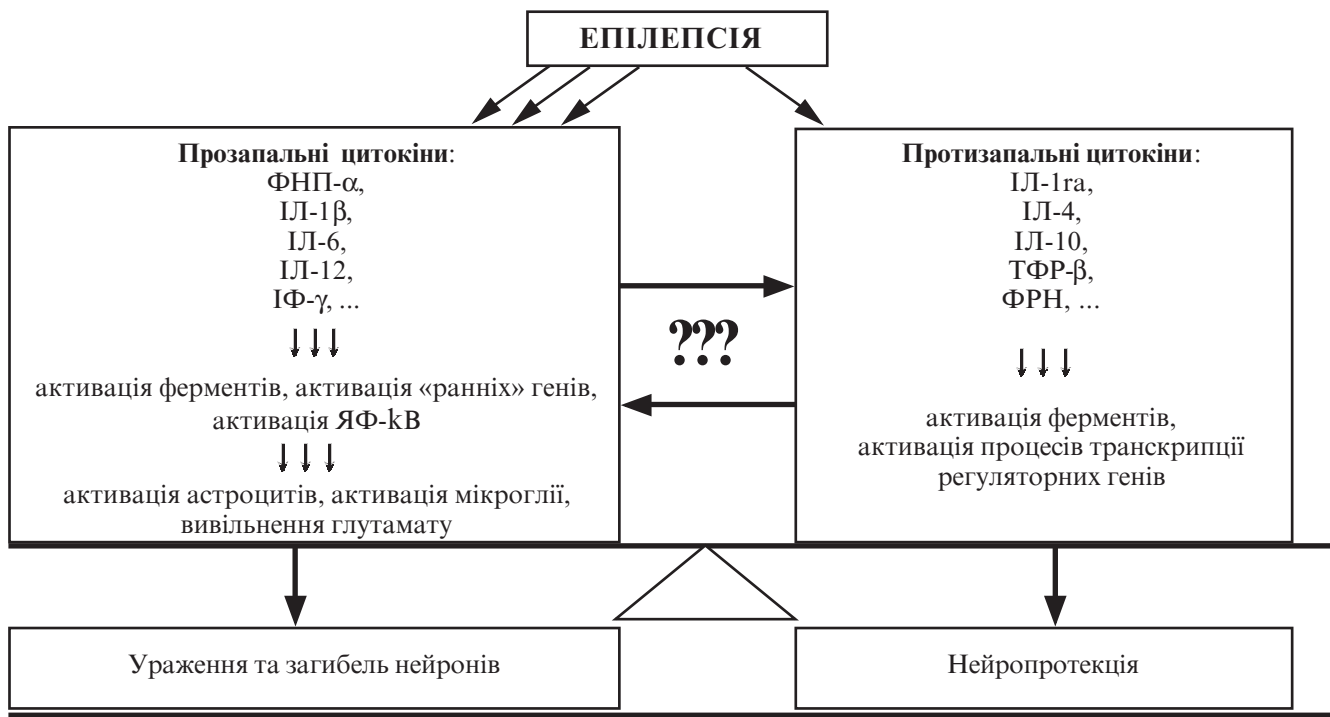 ЕПІЛЕПСІЯ
Прозапальні цитокіни:
ФНП-α,
ІЛ-1β,
ІЛ-6,
ІЛ-12,
ІФ-γ, ...
активація ферментів, активація «ранніх» генів,
активація ЯФ-kB
активація астроцитів, активація мікроглії,
вивільнення глутамату
???
Протизапальні цитокіни:
ІЛ-1ra,
ІЛ-4,
ІЛ-10,
ТФР-β,
ФРН, ...
активація ферментів,
активація процесів транскрипції
регуляторних генів
Ураження та загибель нейронів
Нейропротекція